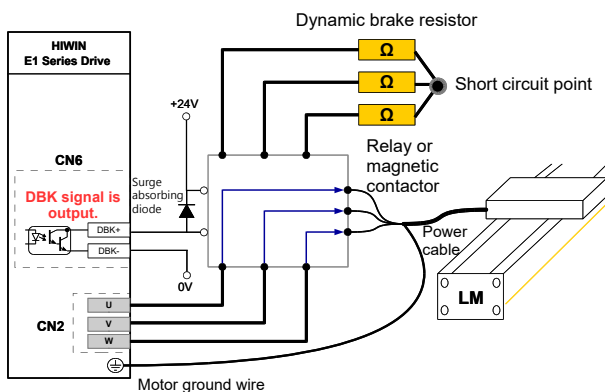 Dynamic brake resistor
HIWIN
E1 Series Drive
Ω
Ω
Ω
Short circuit point
+24V
Relay or
magnetic
contactor
CN6
DBK signal is
output.
Surge
absorbing
diode
DBK+
DBK-
0V
Power
cable
LM
CN2
U
V
W
Motor ground wire